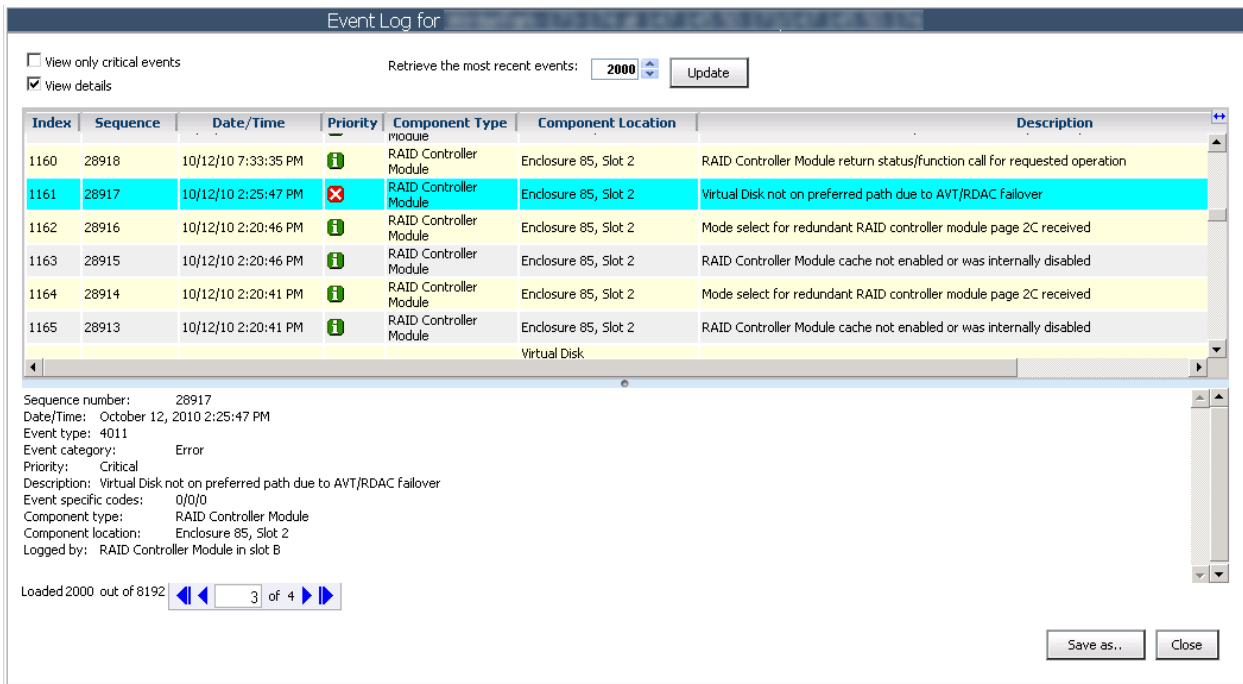 Event Log for
View only critical events
Retrieve the most recent events: 2000 Update
View details
Index Sequence Date/Time Priority Component Type Component Location Description
Module
1160 28918 10/12/10 7:33:35 PM RAID Controller Module Enclosure 85, Slot 2 RAID Controller Module return status/function call for requested operation
1161 28917 10/12/10 2:25:47 PM RAID Controller Module Enclosure 85, Slot 2 Virtual Disk not on preferred path due to AVT/RDAC failover
1162 28916 10/12/10 2:20:46 PM RAID Controller Module Enclosure 85, Slot 2 Mode select for redundant RAID controller module page 2C received
1163 28915 10/12/10 2:20:46 PM RAID Controller Module Enclosure 85, Slot 2 RAID Controller Module cache not enabled or was internally disabled
1164 28914 10/12/10 2:20:41 PM RAID Controller Module Enclosure 85, Slot 2 Mode select for redundant RAID controller module page 2C received
1165 28913 10/12/10 2:20:41 PM RAID Controller Module Enclosure 85, Slot 2 RAID Controller Module cache not enabled or was internally disabled
Virtual Disk
Sequence number: 28917
Date/Time: October 12, 2010 2:25:47 PM
Event type: 4011
Event category: Error
Priority: Critical
Description: Virtual Disk not on preferred path due to AVT/RDAC failover
Event specific codes: 0/0/0
Component type: RAID Controller Module
Component location: Enclosure 85, Slot 2
Logged by: RAID Controller Module in slot B
Loaded 2000 out of 8192 3 of 4
Save as.. Close